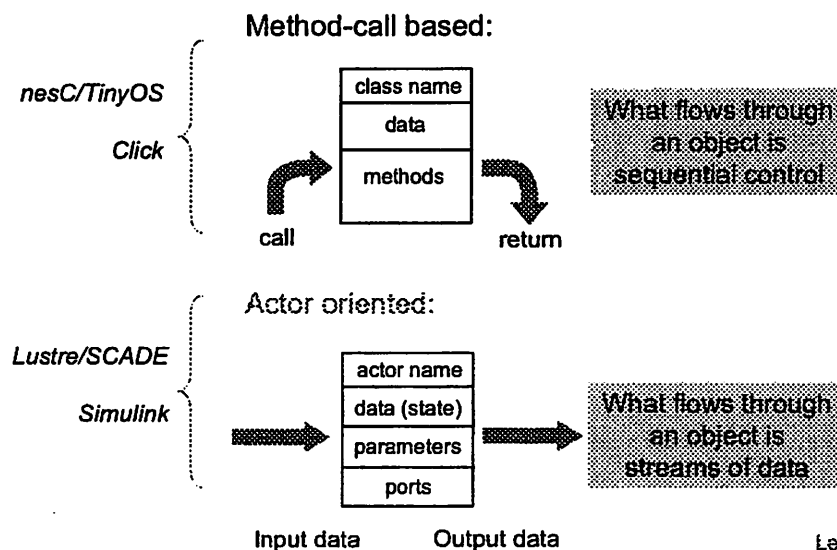 Method-call based:
nesC/TinyOS
Click
class name
data
methods
call
return
What flows through
an object is
sequential control
Actor oriented:
Lustre/SCADE
Simulink
actor name
data (state)
parameters
ports
Input data
Output data
What flows through
an object is
streams of data